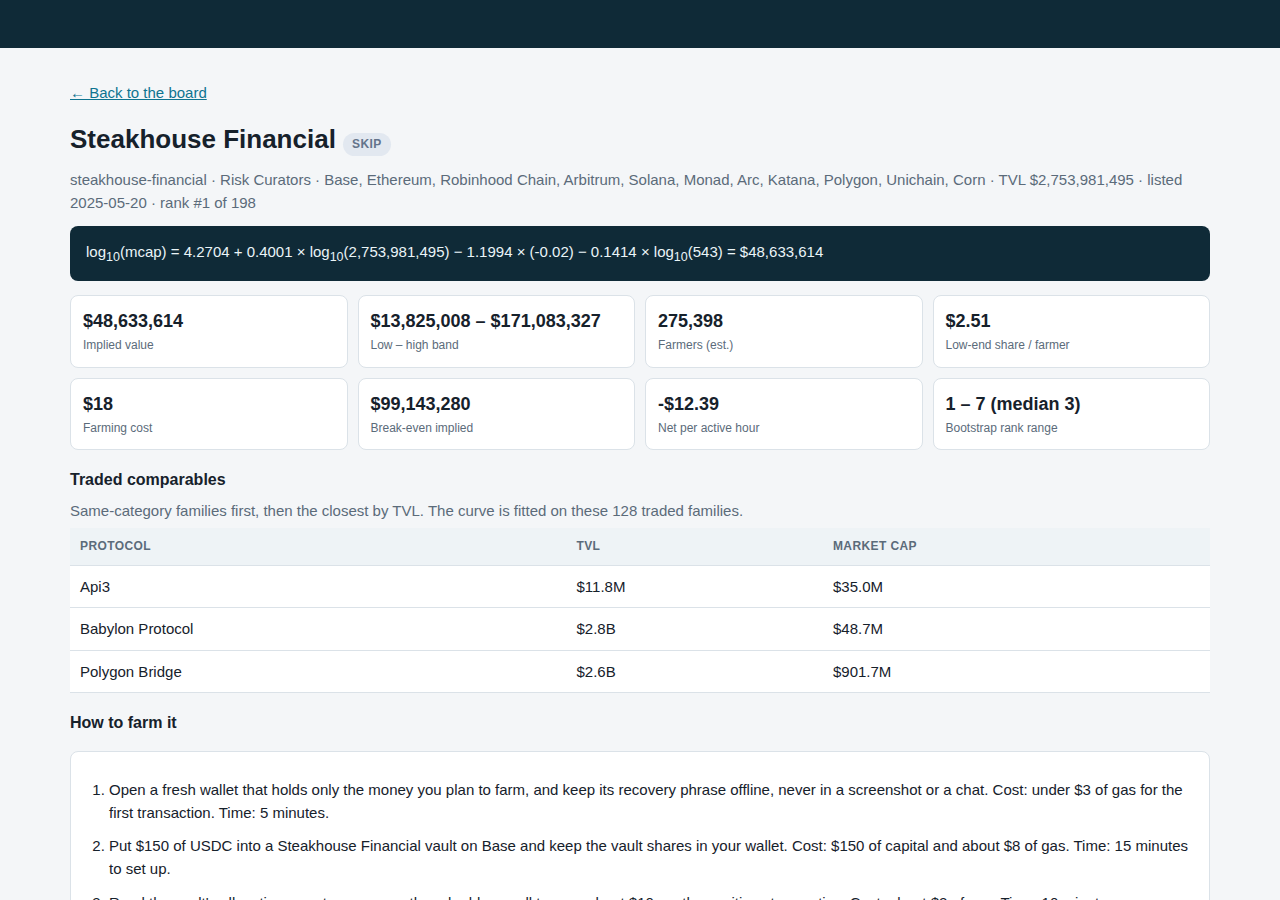 ← Back to the board
Steakhouse Financial SKIP
steakhouse-financial · Risk Curators · Base, Ethereum, Robinhood Chain, Arbitrum, Solana, Monad, Arc, Katana, Polygon, Unichain, Corn · TVL $2,753,981,495 · listed
2025-05-20 · rank #1 of 198
log10(mcap) = 4.2704 + 0.4001 × log10(2,753,981,495) − 1.1994 × (-0.02) − 0.1414 × log10(543) = $48,633,614
$48,633,614
Implied value
$13,825,008 – $171,083,327
Low – high band
275,398
Farmers (est.)
$2.51
Low-end share / farmer
$18
Farming cost
$99,143,280
Break-even implied
-$12.39
Net per active hour
1 – 7 (median 3)
Bootstrap rank range
Traded comparables
Same-category families first, then the closest by TVL. The curve is fitted on these 128 traded families.
PROTOCOL TVL MARKET CAP
Api3 $11.8M $35.0M
Babylon Protocol $2.8B $48.7M
Polygon Bridge $2.6B $901.7M
How to farm it
1. Open a fresh wallet that holds only the money you plan to farm, and keep its recovery phrase offline, never in a screenshot or a chat. Cost: under $3 of gas for the
first transaction. Time: 5 minutes.
2. Put $150 of USDC into a Steakhouse Financial vault on Base and keep the vault shares in your wallet. Cost: $150 of capital and about $8 of gas. Time: 15 minutes
to set up.